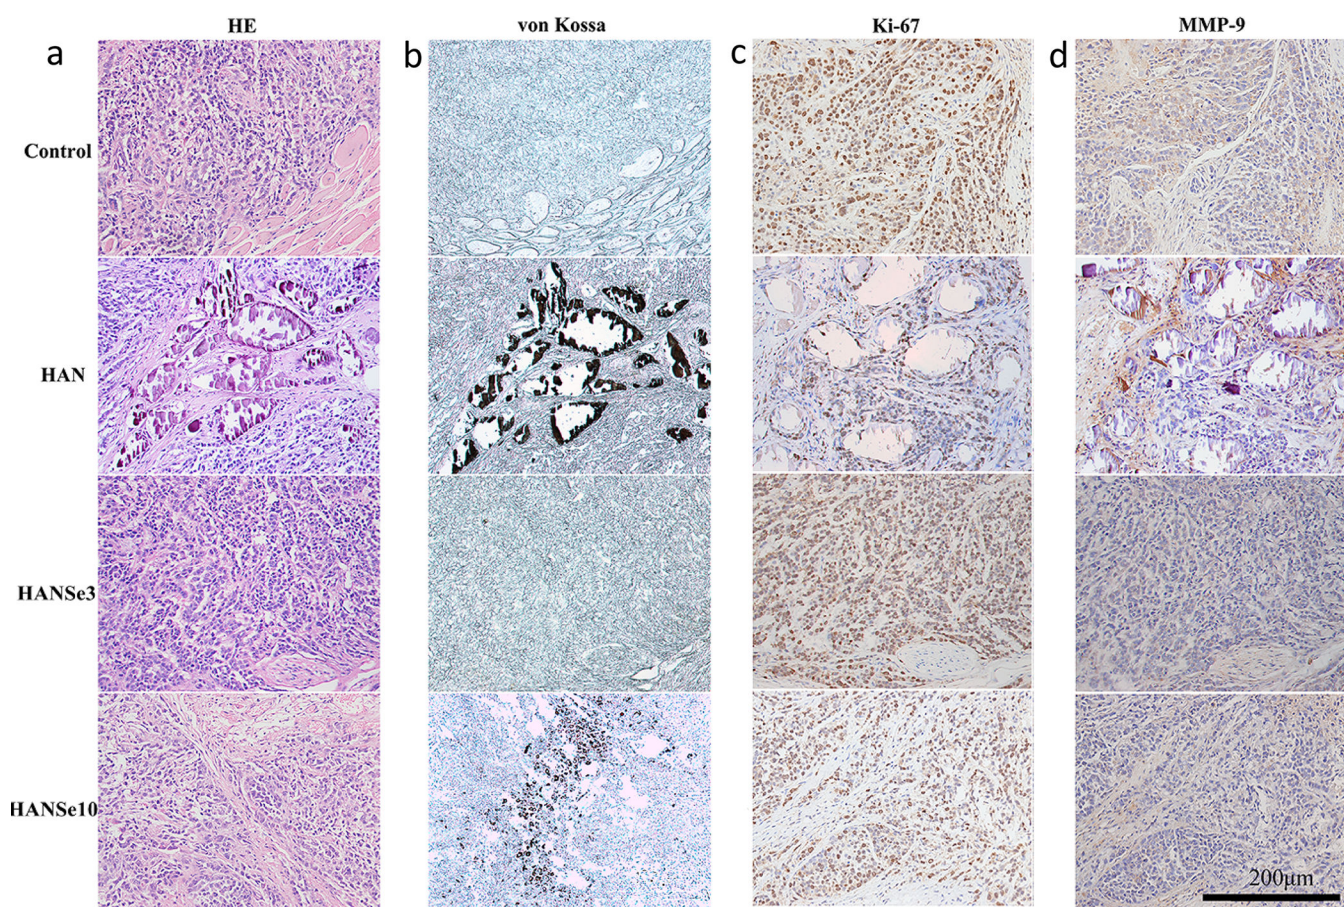 HE
von Kossa
Ki-67
MMP-9
a
b
c
d
Control
HAN
HANSe3
HANSe10
200μm